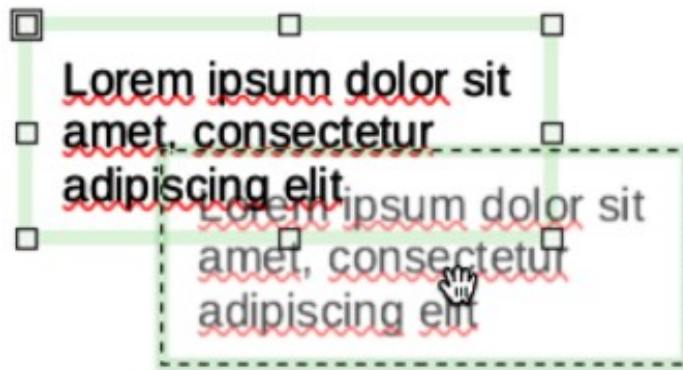 Lorem ipsum dolor sit
amet, consectetur
adipiscing elit
Lorem ipsum dolor sit
amet, consectetur
adipiscing elit